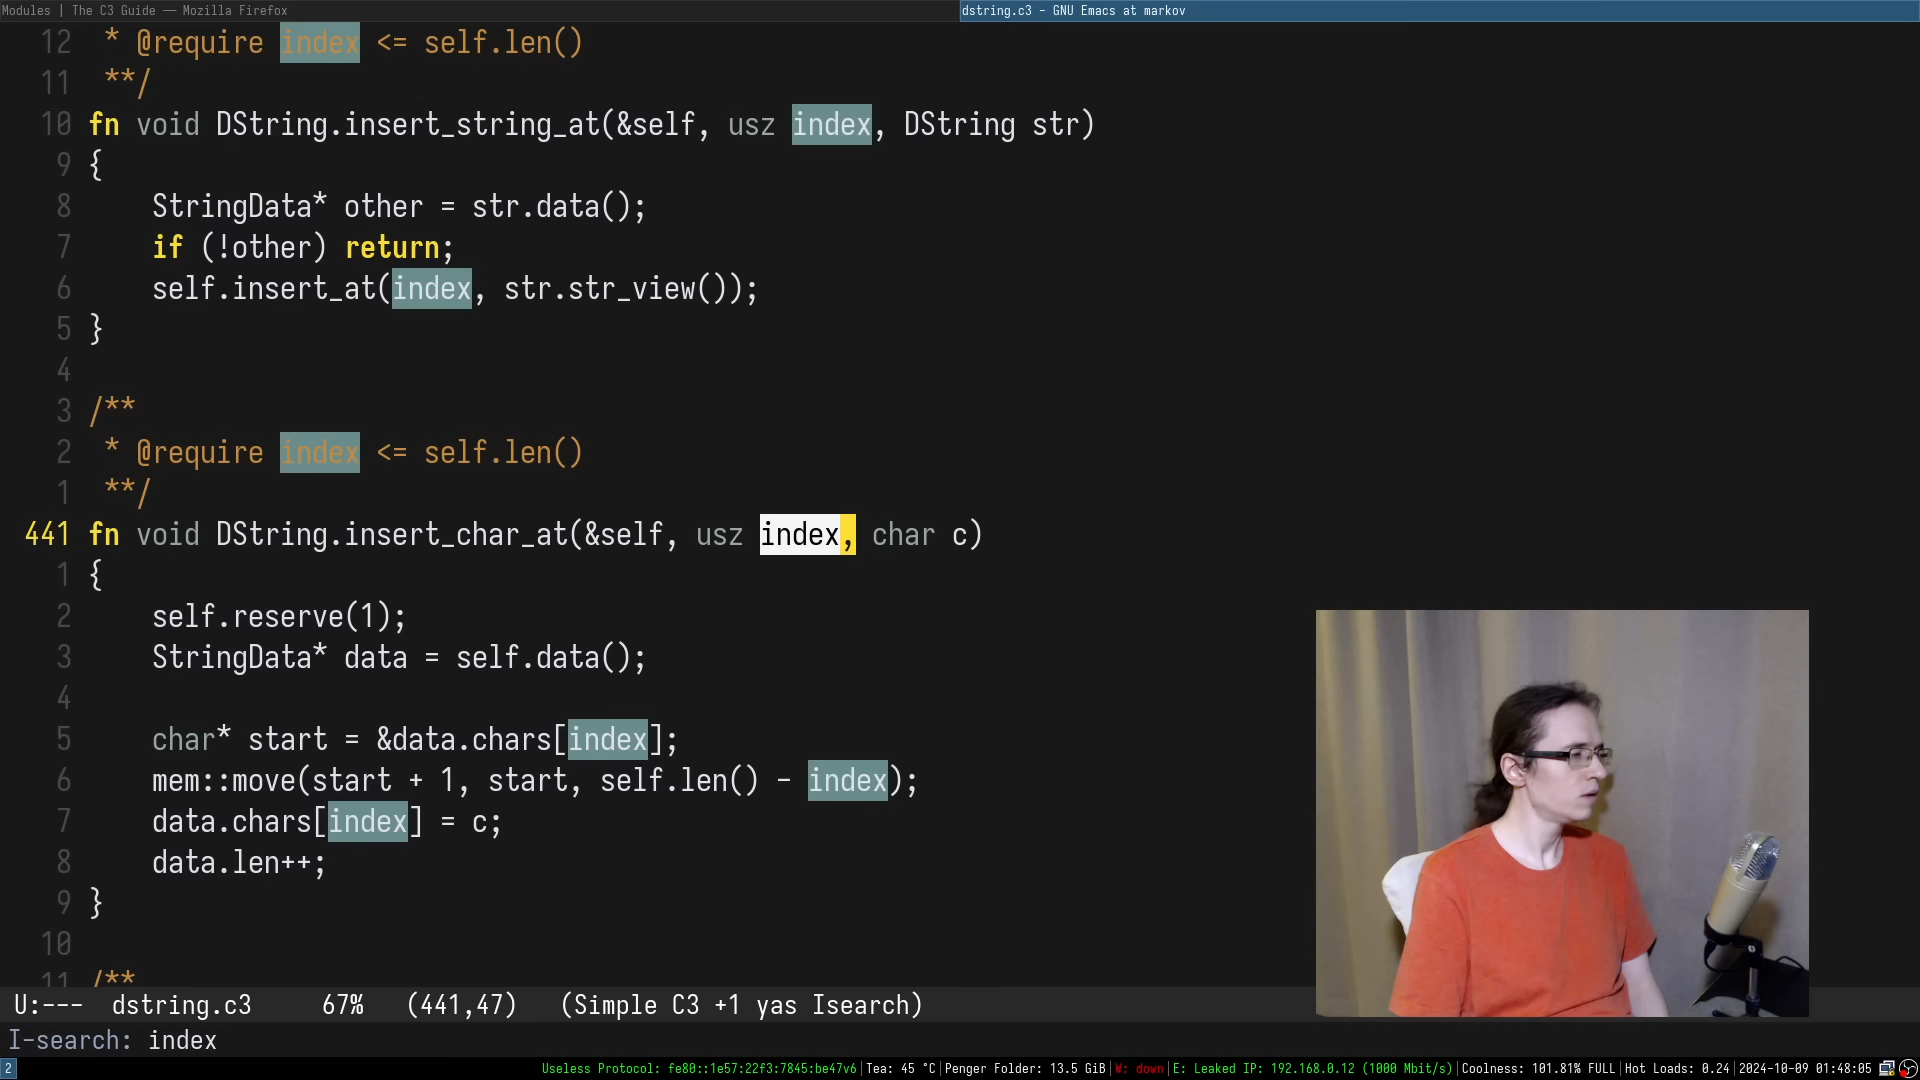 Modules | The C3 Guide — Mozilla Firefox
dstring.c3 - GNU Emacs at markov
12 * @require index <= self.len()
11 **/
10 fn void DString.insert_string_at(&self, usz index, DString str)
9 {
8 StringData* other = str.data();
7 if (!other) return;
6 self.insert_at(index, str.str_view());
5 }
4
3 /**
2 * @require index <= self.len()
1 **/
441 fn void DString.insert_char_at(&self, usz index, char c)
1 {
2 self.reserve(1);
3 StringData* data = self.data();
4
5 char* start = &data.chars[index];
6 mem::move(start + 1, start, self.len() - index);
7 data.chars[index] = c;
8 data.len++;
9 }
10
11 /**
U:--- dstring.c3 67% (441,47) (Simple C3 +1 yas Isearch)
I-search: index
2 Useless Protocol: fe80::1e57:22f3:7845:be47v6|Tea: 45 °C|Penger Folder: 13.5 GiB|W: down|E: Leaked IP: 192.168.0.12 (1000 Mbit/s)|Coolness: 101.81% FULL|Hot Loads: 0.24|2024-10-09 01:48:05